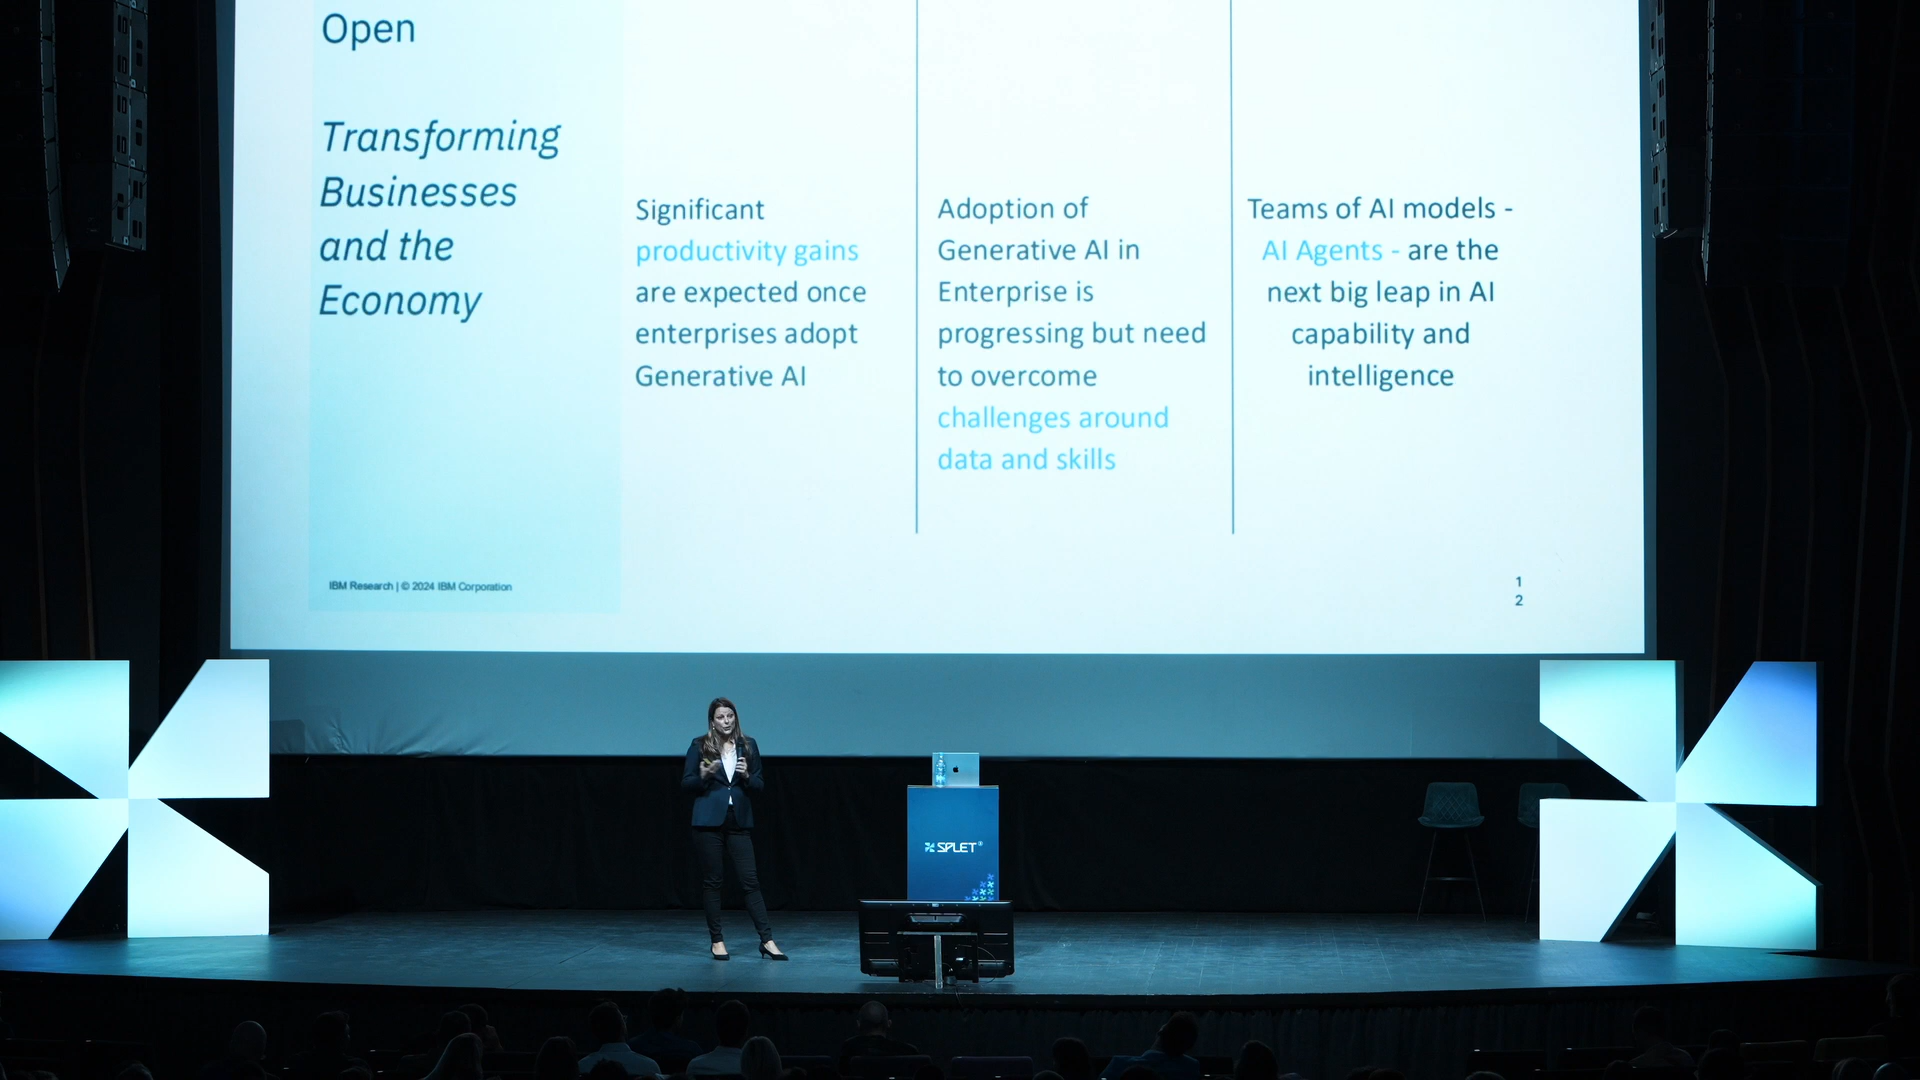 Open
Transforming
Businesses
and the
Economy
Significant
productivity gains
are expected once
enterprises adopt
Generative AI
Adoption of
Generative AI in
Enterprise is
progressing but need
to overcome
challenges around
data and skills
Teams of AI models -
AI Agents - are the
next big leap in AI
capability and
intelligence
IBM Research | © 2024 IBM Corporation
1
2
SPLET